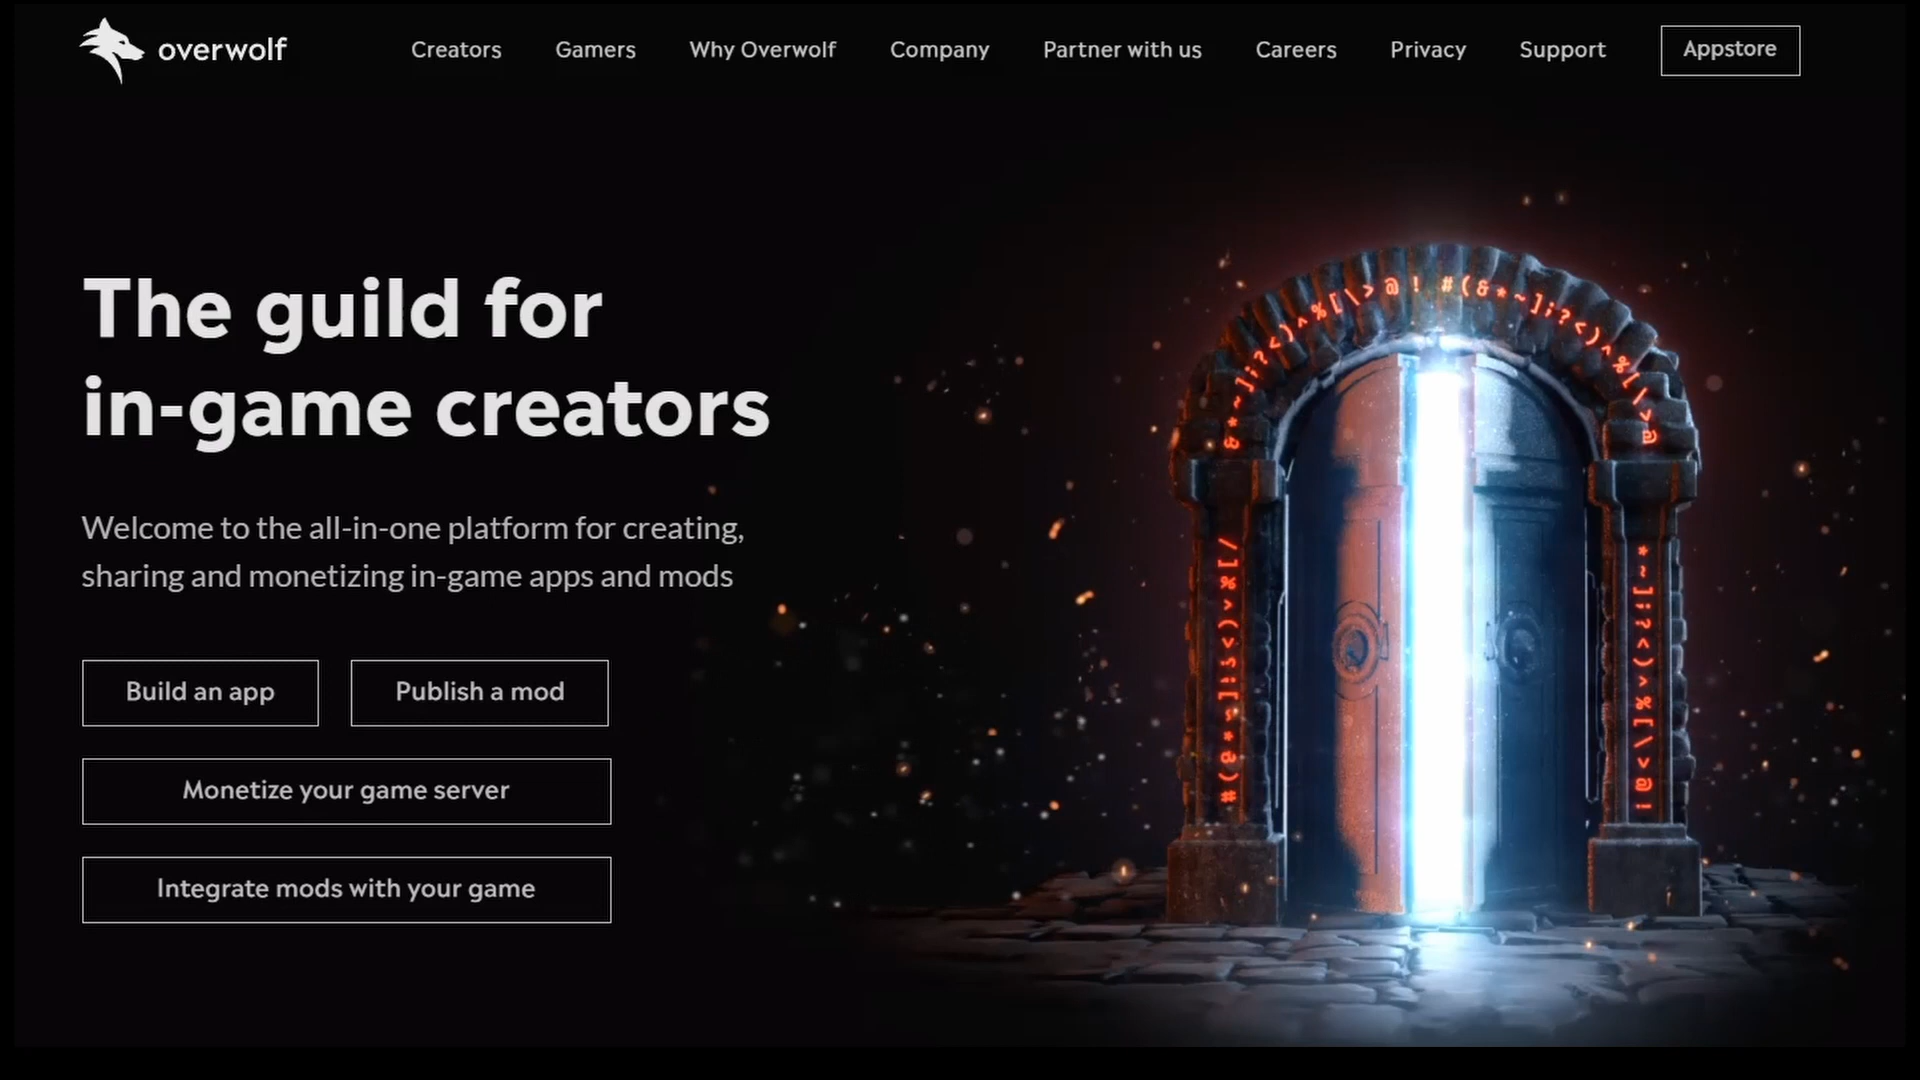 overwolf
Creators
Gamers
Why Overwolf
Company
Partner with us
Careers
Privacy
Support
Appstore
The guild for
in-game creators
Welcome to the all-in-one platform for creating,
sharing and monetizing in-game apps and mods
Build an app
Publish a mod
Monetize your game server
Integrate mods with your game
&*~];?<)^%[\>@! #(&*~];?<)^%[\>@
*~];?<)^%[\>@!